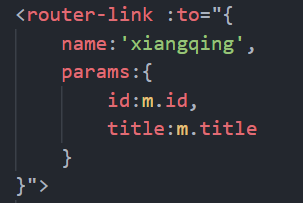 <router-link :to="{
    name:'xiangqing',
    params:{
        id:m.id,
        title:m.title
    }
}">